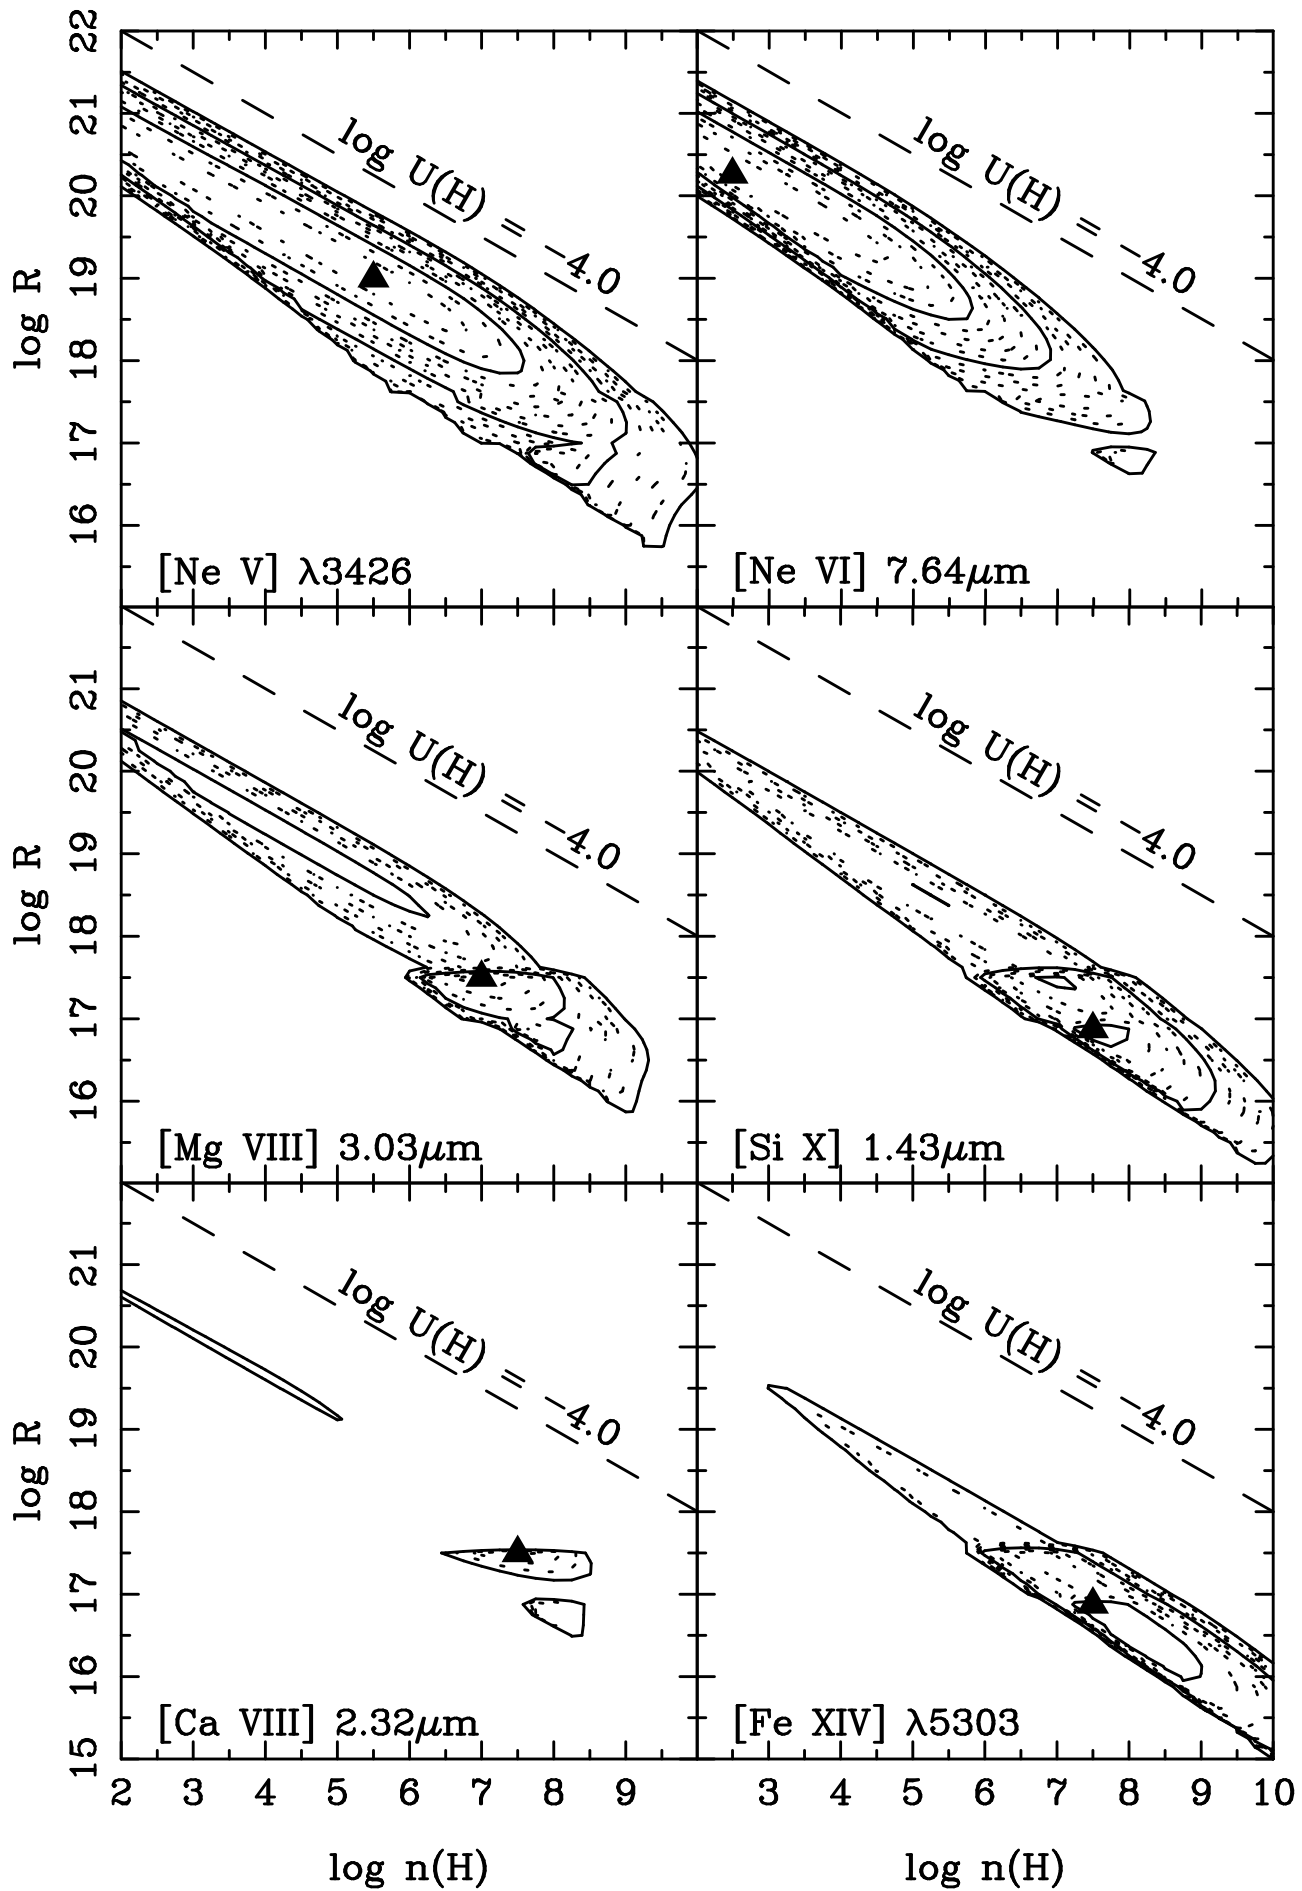 22
21
20
19
18
17
16
log R
log U(H) = -4.0
[Ne V] λ3426
log U(H) = -4.0
[Ne VI] 7.64μm
21
20
19
18
17
16
log R
log U(H) = -4.0
[Mg VIII] 3.03μm
log U(H) = -4.0
[Si X] 1.43μm
21
20
19
18
17
16
15
log R
log U(H) = -4.0
[Ca VIII] 2.32μm
log U(H) = -4.0
[Fe XIV] λ5303
2 3 4 5 6 7 8 9 3 4 5 6 7 8 9 10
log n(H) log n(H)